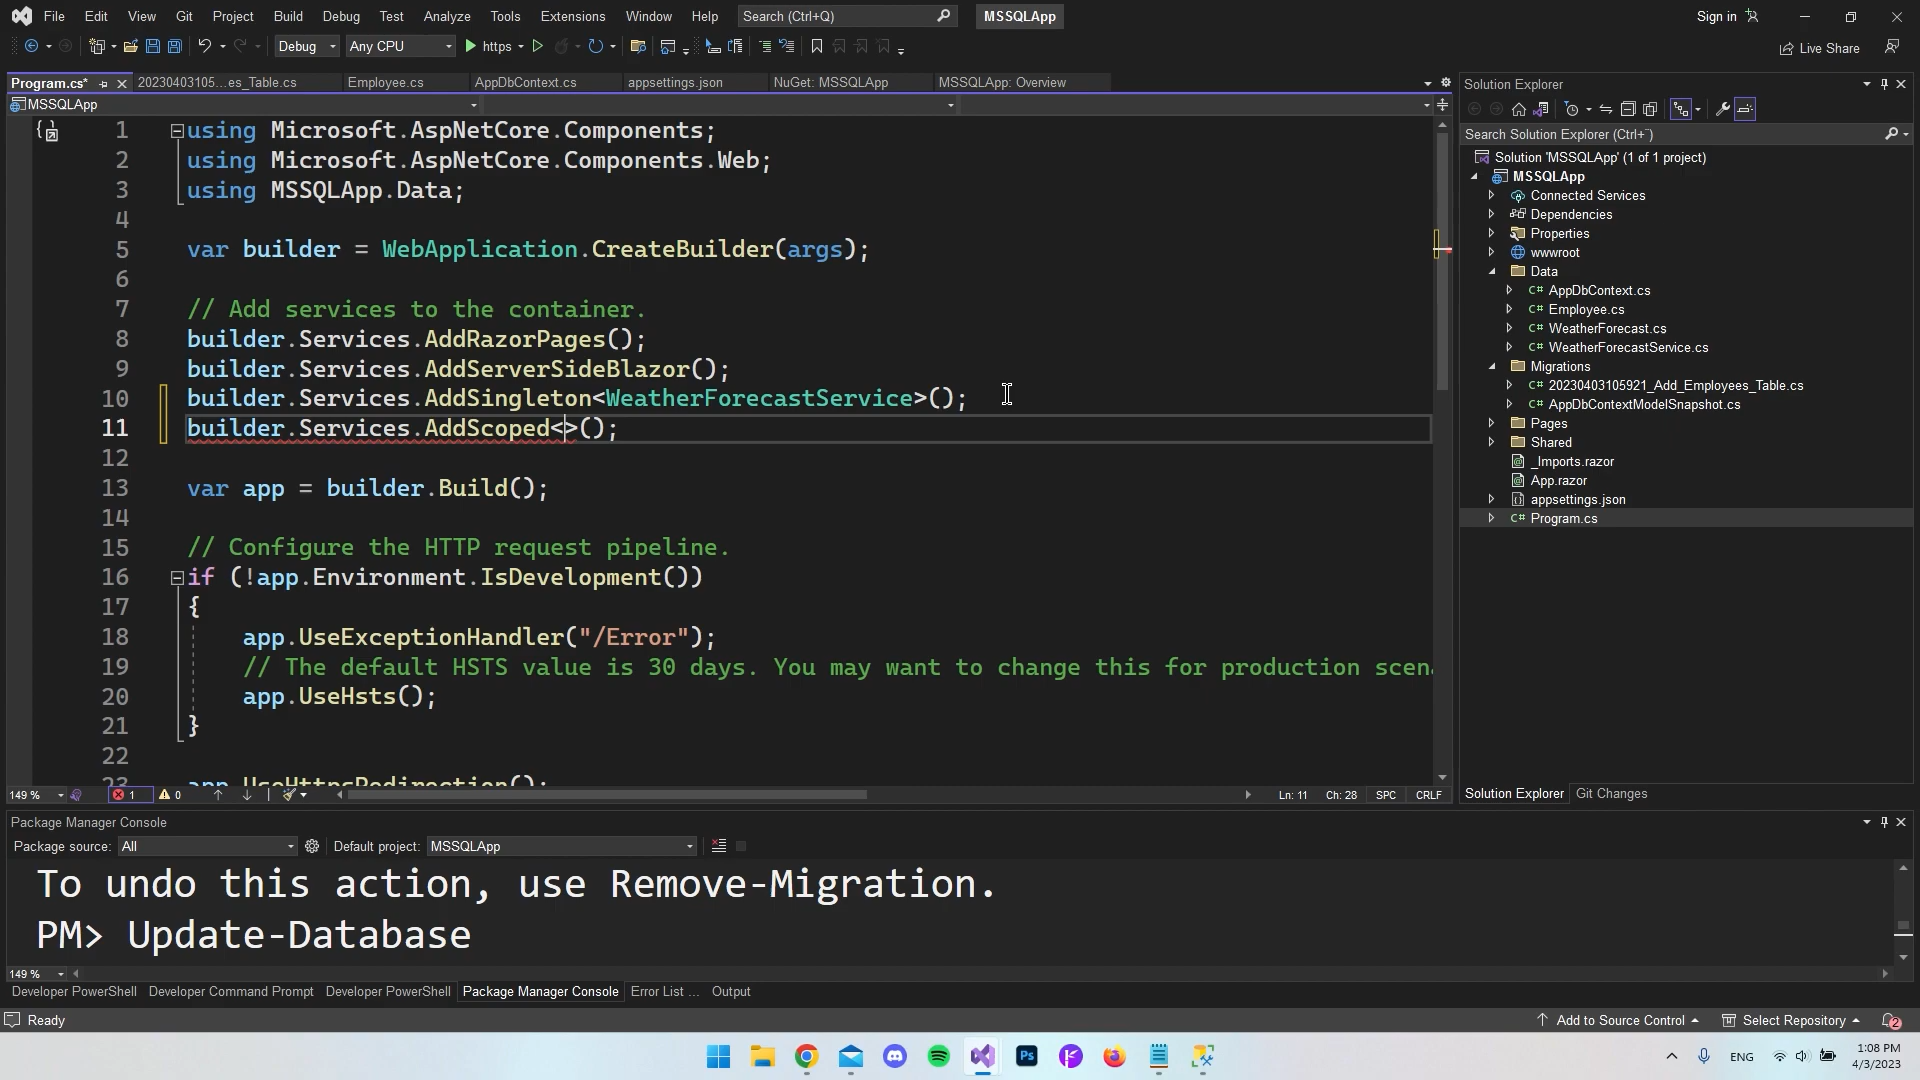 File Edit View Git Project Build Debug Test Analyze Tools Extensions Window Help Search (Ctrl+Q) MSSQLApp Sign in
Debug Any CPU https Live Share
Program.cs* 20230403105...es_Table.cs Employee.cs AppDbContext.cs appsettings.json NuGet: MSSQLApp MSSQLApp: Overview
MSSQLApp
1 using Microsoft.AspNetCore.Components;
2 using Microsoft.AspNetCore.Components.Web;
3 using MSSQLApp.Data;
4
5 var builder = WebApplication.CreateBuilder(args);
6
7 // Add services to the container.
8 builder.Services.AddRazorPages();
9 builder.Services.AddServerSideBlazor();
10 builder.Services.AddSingleton<WeatherForecastService>();
11 builder.Services.AddScoped<>();
12
13 var app = builder.Build();
14
15 // Configure the HTTP request pipeline.
16 if (!app.Environment.IsDevelopment())
17 {
18 app.UseExceptionHandler("/Error");
19 // The default HSTS value is 30 days. You may want to change this for production scen
20 app.UseHsts();
21 }
22
23 app.UseHttpsRedirection();
149 % 1 0 Ln: 11 Ch: 28 SPC CRLF
Solution Explorer
Search Solution Explorer (Ctrl+¨)
Solution 'MSSQLApp' (1 of 1 project)
MSSQLApp
Connected Services
Dependencies
Properties
wwwroot
Data
AppDbContext.cs
Employee.cs
WeatherForecast.cs
WeatherForecastService.cs
Migrations
20230403105921_Add_Employees_Table.cs
AppDbContextModelSnapshot.cs
Pages
Shared
_Imports.razor
App.razor
appsettings.json
Program.cs
Solution Explorer Git Changes
Package Manager Console
Package source: All Default project: MSSQLApp
To undo this action, use Remove-Migration.
PM> Update-Database
149 %
Developer PowerShell Developer Command Prompt Developer PowerShell Package Manager Console Error List ... Output
Ready Add to Source Control Select Repository 2
Ps ENG 1:08 PM
4/3/2023